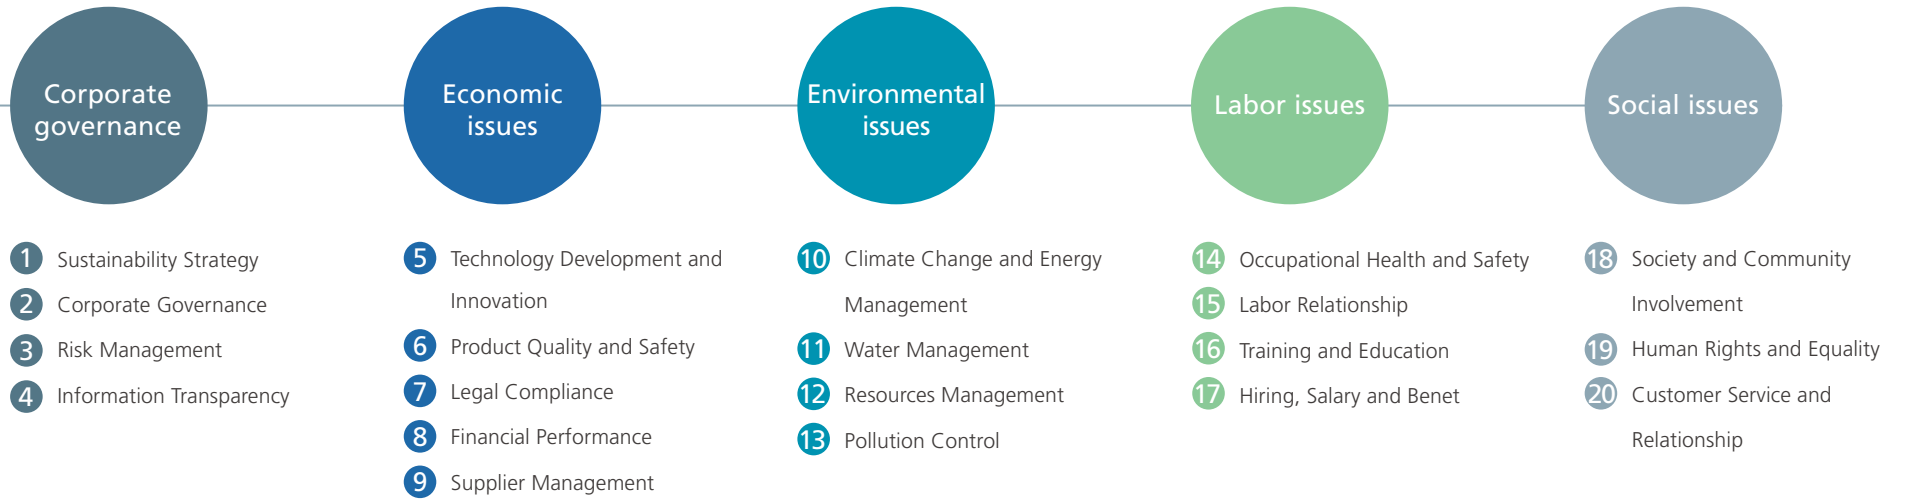 Corporate
governance
1 Sustainability Strategy
2 Corporate Governance
3 Risk Management
4 Information Transparency
Economic
issues
5 Technology Development and
Innovation
6 Product Quality and Safety
7 Legal Compliance
8 Financial Performance
9 Supplier Management
Environmental
issues
10 Climate Change and Energy
Management
11 Water Management
12 Resources Management
13 Pollution Control
Labor issues
14 Occupational Health and Safety
15 Labor Relationship
16 Training and Education
17 Hiring, Salary and Benet
Social issues
18 Society and Community
Involvement
19 Human Rights and Equality
20 Customer Service and
Relationship